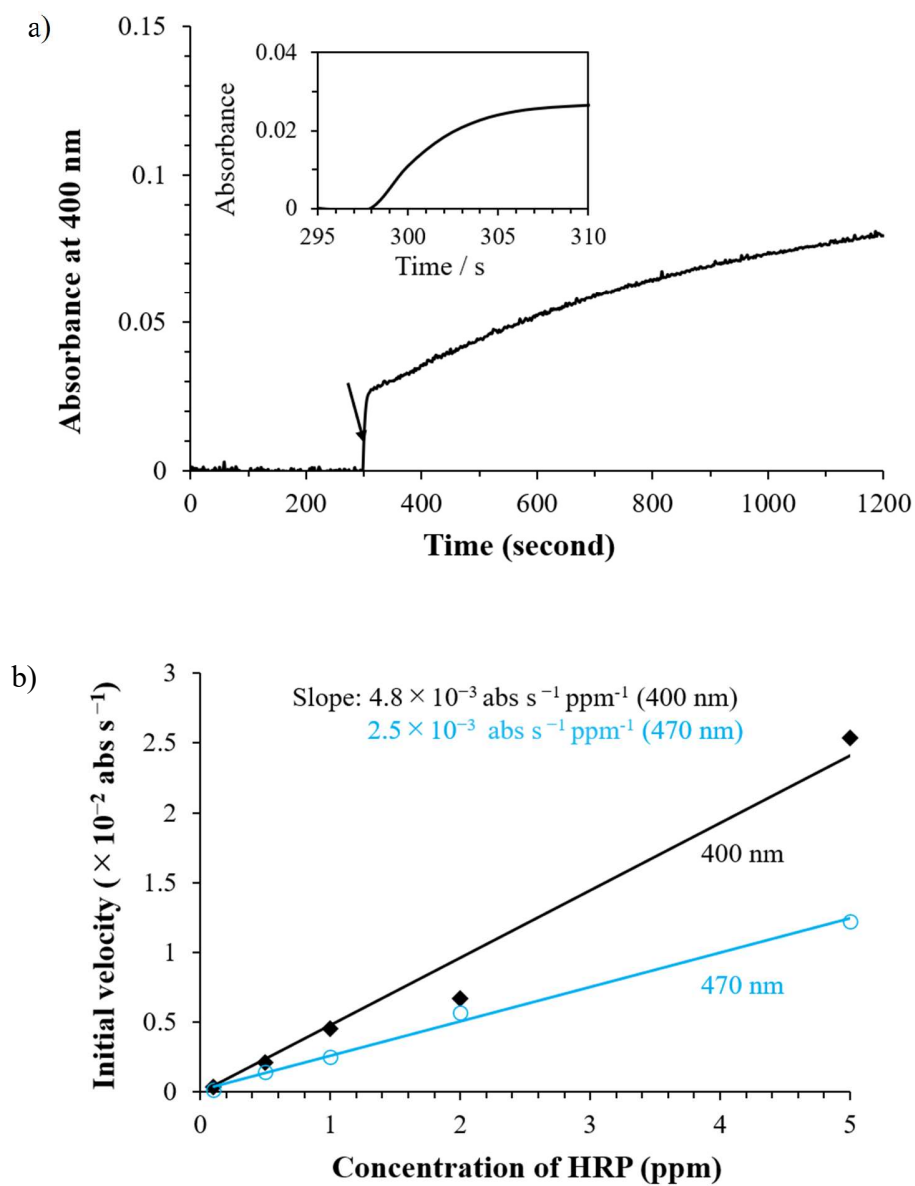 a)
0.15
0.1
0.05
0
Absorbance at 400 nm
0.04
0.02
0
Absorbance
295 300 305 310
Time / s
0 200 400 600 800 1000 1200
Time (second)
b)
3
2.5
2
1.5
1
0.5
0
Initial velocity (×10⁻² abs s⁻¹)
Slope: 4.8 × 10⁻³ abs s⁻¹ ppm⁻¹ (400 nm)
2.5 × 10⁻³ abs s⁻¹ ppm⁻¹ (470 nm)
400 nm
470 nm
0 1 2 3 4 5
Concentration of HRP (ppm)